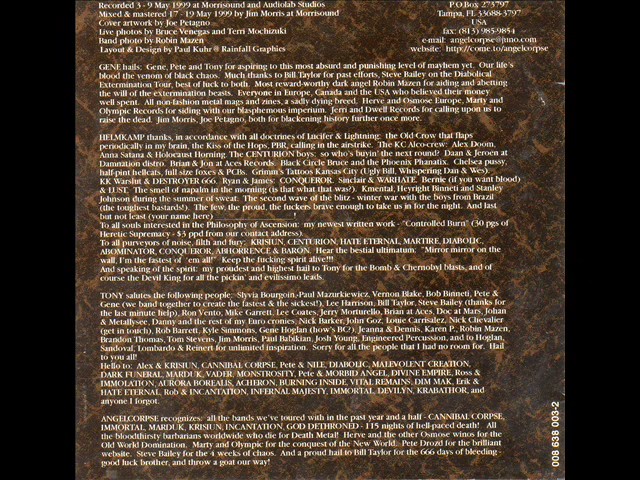 Recorded 3 - 9 May 1999 at Morrisound and Audiolab Studios
Mixed & mastered 17 - 19 May 1999 by Jim Morris at Morrisound
Cover artwork by Joe Petagno
Live photos by Bruce Venegas and Terri Mochizuki
Band photo by Robin Mazen
Layout & Design by Paul Kuhr @ Rainfall Graphics
P.O.Box 273797
Tampa, FL 33688-3797
USA
fax: (813) 985-9854
e-mail: angelcorpse@juno.com
website: http://come.to/angelcorpse
GENE hails: Gene, Pete and Tony for aspiring to this most absurd and punishing level of mayhem yet. Our life's
blood the venom of black chaos. Much thanks to Bill Taylor for past efforts, Steve Bailey on the Diabolical
Extermination Tour, best of luck to both. Most reward-worthy dark angel Robin Mazen for aiding and abetting
the will of the extermination beasts. Everyone in Europe, Canada and the USA who believed their money
well spent. All non-fashion metal mags and zines, a sadly dying breed. Herve and Osmose Europe, Marty and
Olympic Records for siding with our blasphemous imperium. Jerri and Dwell Records for calling upon us to
raise the dead. Jim Morris, Joe Petagno, both for blackening history further once more.
HELMKAMP thanks, in accordance with all doctrines of Lucifer & Lightning: the Old Crow that flaps
periodically in my brain, the Kiss of the Hops, PBR, calling in the airstrike. The KC Alco-crew: Alex Doom,
Anna Satana & Holocaust Horning. The CENTURION boys: so who's buyin' the next round? Daan & Jeroen at
Damnation distro. Brian & Jon at Aces Records. Black Circle Bruce and the Phoenix Phanatix. Chelsea pussy,
half-pint hellcats, full size foxes & PCBs. Grimm's Tattoos Kansas City (Ugly Bill, Whispering Dan & Wes).
KK Warslut & DESTROYER 666. Ryan & James: CONQUEROR. Sinclair & WARHATE. Bernie (if you want blood)
& LUST. The smell of napalm in the morning (is that what that was?). Kmental, Heyright Binneti and Stanley
Johnson during the summer of sweat. The second wave of the blitz - winter war with the boys from Brazil
(the toughest bastards!). The few, the proud, the fuckers brave enough to take us in for the night. And last
but not least (your name here)
To all souls interested in the Philosophy of Ascension: my newest written work - "Controlled Burn" (30 pgs of
Heretic Supremacy - $3 ppd from our contact address).
To all purveyors of noise, filth and fury: KRISIUN, CENTURION, HATE ETERNAL, MARTIRE, DIABOLIC,
ABOMINATOR, CONQUEROR, ABHORRENCE & BARON. Hear the bestial ultimatum: "Mirror mirror on the
wall, I'm the fastest of 'em all!" Keep the fucking spirit alive!!!
And speaking of the spirit: my proudest and highest hail to Tony for the Bomb & Chernobyl blasts, and of
course the Devil King for all the pickin' and evilissimo leads.
TONY salutes the following people: Slyvia Bourgoin, Paul Mazurkiewicz, Vernon Blake, Bob Binneti, Pete &
Gene (we band together to create the fastest & the sickest!), Lee Harrison, Bill Taylor, Steve Bailey (thanks for
the last minute help), Ron Vento, Mike Garrett, Lee Coates, Jerry Morturello, Brian at Aces, Doc at Mars, Johan
& Metallysee, Danny and the rest of my Euro cronies, Nick Barker, John Goz, Louie Carrisalez, Nick Chevalier
(get in touch), Rob Barrett, Kyle Simmons, Gene Hoglan (how's BC?), Jeanna & Dennis, Karen P., Robin Mazen,
Brandon Thomas, Tom Stevens, Jim Morris, Paul Babikian, Josh Young, Engineered Percussion, and to Hoglan,
Sandoval, Lombardo & Reinert for unlimited inspiration. Sorry for all the people that I had no room for. Hail
to you all!
Hello to: Alex & KRISIUN, CANNIBAL CORPSE, Pete & NILE, DIABOLIC, MALEVOLENT CREATION,
DARK FUNERAL, MARDUK, VADER, MONSTROSITY, Pete & MORBID ANGEL, DIVINE EMPIRE, Ross &
IMMOLATION, AURORA BOREALIS, ACHERON, BURNING INSIDE, VITAL REMAINS, DIM MAK, Erik &
HATE ETERNAL, Rob & INCANTATION, INFERNAL MAJESTY, IMMORTAL, DEVILYN, KRABATHOR, and
anyone I forgot.
ANGELCORPSE recognizes: all the bands we've toured with in the past year and a half - CANNIBAL CORPSE,
IMMORTAL, MARDUK, KRISIUN, INCANTATION, GOD DETHRONED - 115 nights of hell-paced death! All
the bloodthirsty barbarians worldwide who die for Death Metal! Herve and the other Osmose winos for the
Old World Domination. Marty and Olympic for the conquest of the New World. Pete Drozd for the brilliant
website. Steve Bailey for the 4 weeks of chaos. And a proud hail to Bill Taylor for the 666 days of bleeding -
good luck brother, and throw a goat our way!
008 638 003-2